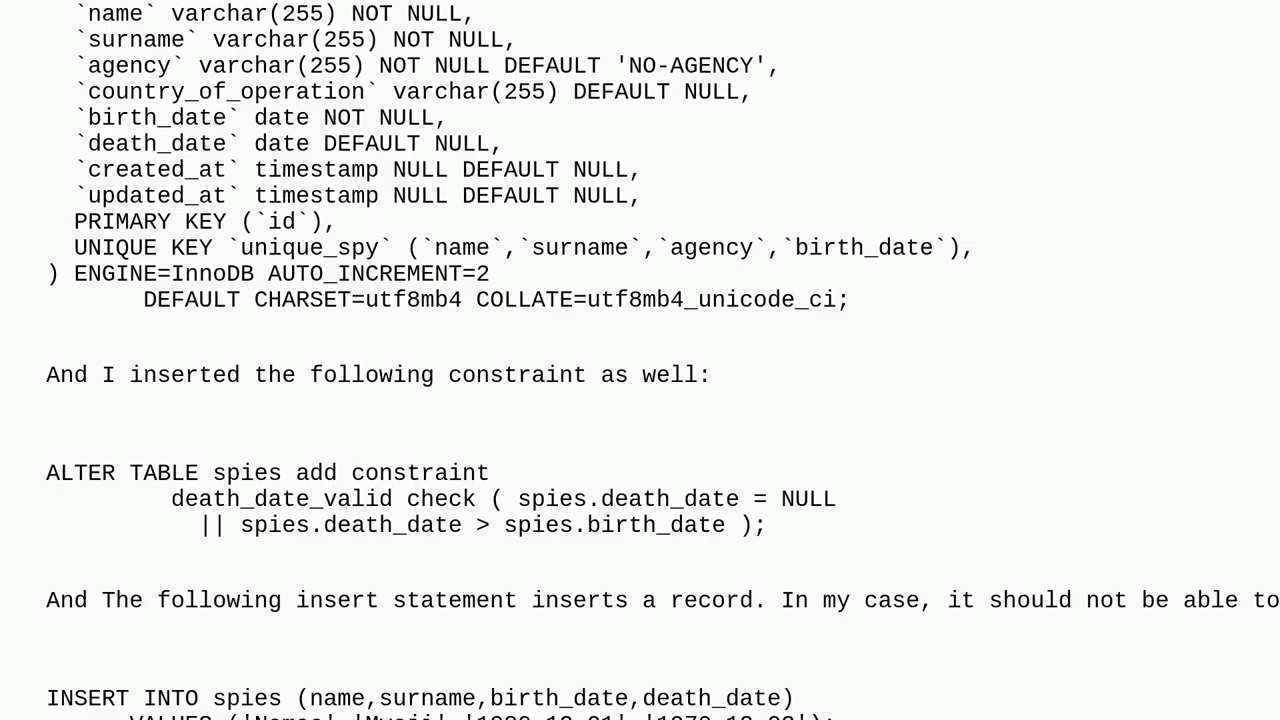 `name` varchar(255) NOT NULL,
`surname` varchar(255) NOT NULL,
`agency` varchar(255) NOT NULL DEFAULT 'NO-AGENCY',
`country_of_operation` varchar(255) DEFAULT NULL,
`birth_date` date NOT NULL,
`death_date` date DEFAULT NULL,
`created_at` timestamp NULL DEFAULT NULL,
`updated_at` timestamp NULL DEFAULT NULL,
PRIMARY KEY (`id`),
UNIQUE KEY `unique_spy` (`name`,`surname`,`agency`,`birth_date`),
) ENGINE=InnoDB AUTO_INCREMENT=2
DEFAULT CHARSET=utf8mb4 COLLATE=utf8mb4_unicode_ci;
And I inserted the following constraint as well:
ALTER TABLE spies add constraint
death_date_valid check ( spies.death_date = NULL
|| spies.death_date > spies.birth_date );
And The following insert statement inserts a record. In my case, it should not be able to
INSERT INTO spies (name,surname,birth_date,death_date)
VALUES